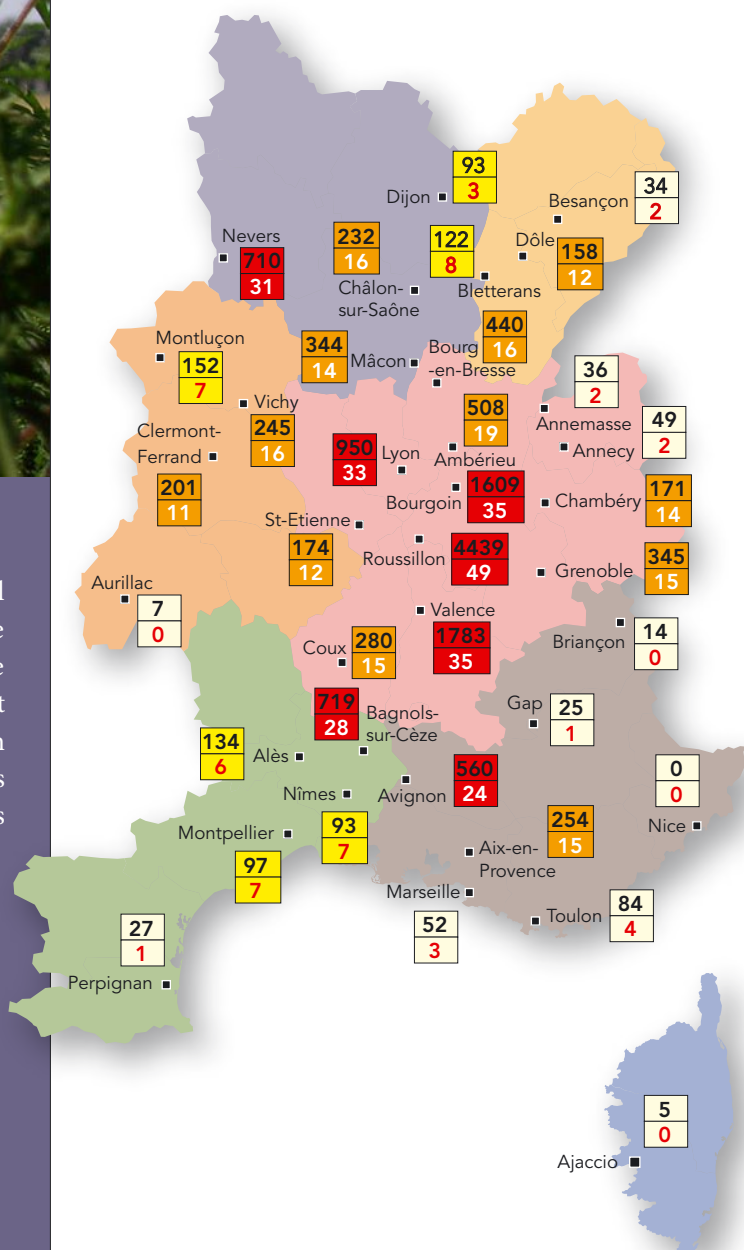 93
3
Dijon
34
2
Besançon
Nevers
710
31
232
16
122
8
Dôle
158
12
Châlon-
sur-Saône
Bletterans
Montluçon
152
7
344
14
Mâcon
Bourg
-en-Bresse
440
16
36
2
Annemasse
Vichy
245
16
508
19
49
2
Annecy
Clermont-
Ferrand
201
11
950
33
Lyon
Ambérieu
Bourgoin
1609
35
Chambéry
171
14
St-Etienne
174
12
Roussillon
4439
49
Grenoble
345
15
Aurillac
7
0
Valence
1783
35
Briançon
14
0
Coux
280
15
719
28
Bagnols-
sur-Cèze
Gap
25
1
134
6
Alès
Nîmes
Avignon
560
24
0
0
Nice
Montpellier
97
7
93
7
254
15
Aix-en-
Provence
Marseille
52
3
Toulon
84
4
27
1
Perpignan
5
0
Ajaccio